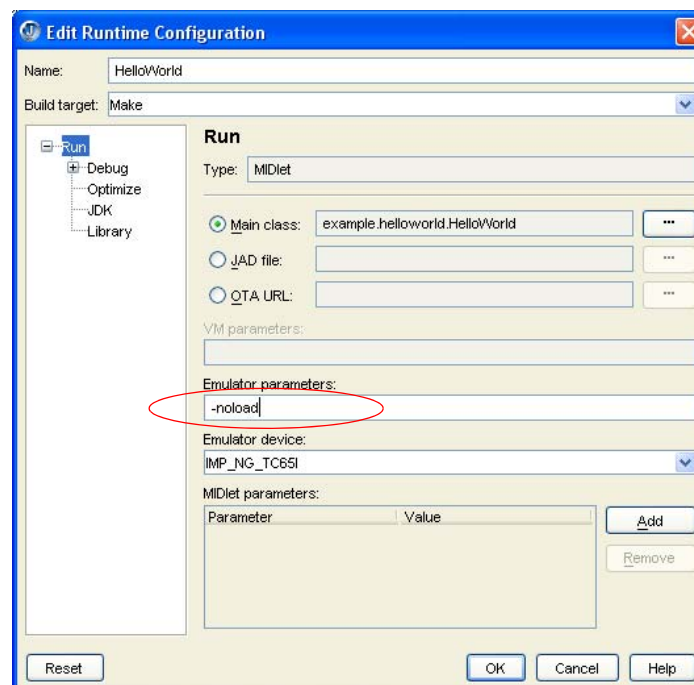 Edit Runtime Configuration
Name: HelloWorld
Build target: Make
Run
Debug
Optimize
JDK
Library
Run
Type: MIDlet
Main class: example.helloworld.HelloWorld ...
JAD file: ...
OTA URL: ...
VM parameters:
Emulator parameters:
-noload
Emulator device:
IMP_NG_TC65I
MIDlet parameters:
Parameter Value
Add
Remove
Reset OK Cancel Help